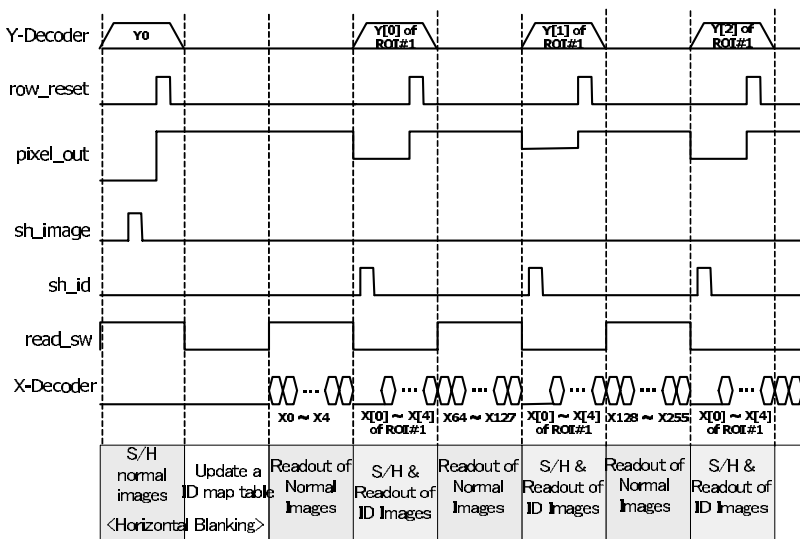 Y-Decoder
Y0
Y[0] of
ROI#1
Y[1] of
ROI#1
Y[2] of
ROI#1
row_reset
pixel_out
sh_image
sh_id
read_sw
X-Decoder
X0 ~ X4
X[0] ~ X[4]
of ROI#1
X64 ~ X127
X[0] ~ X[4]
of ROI#1
X128 ~ X255
X[0] ~ X[4]
of ROI#1
S/H
normal
images
Update a
ID map table
<Horizontal Blanking>
Readout of
Normal
Images
S/H &
Readout of
ID Images
Readout of
Normal
Images
S/H &
Readout of
ID Images
Readout of
Normal
Images
S/H &
Readout of
ID Images